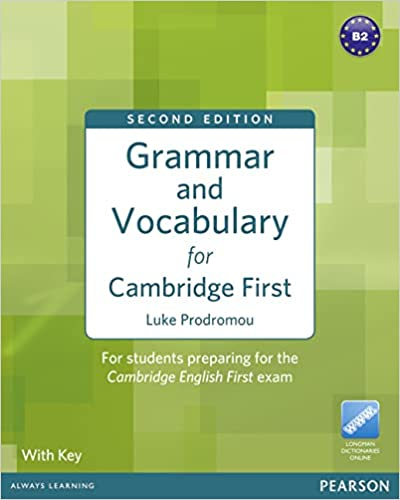 B2
SECOND EDITION
Grammar
and
Vocabulary
for
Cambridge First
Luke Prodromou
For students preparing for the
Cambridge English First exam
LONGMAN
DICTIONARIES
ONLINE
With Key
ALWAYS LEARNING
PEARSON